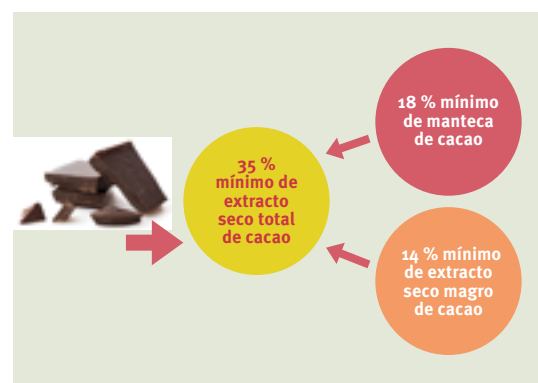 18 % mínimo
de manteca
de cacao
35 %
mínimo de
extracto
seco total
de cacao
14 % mínimo
de extracto
seco magro
de cacao